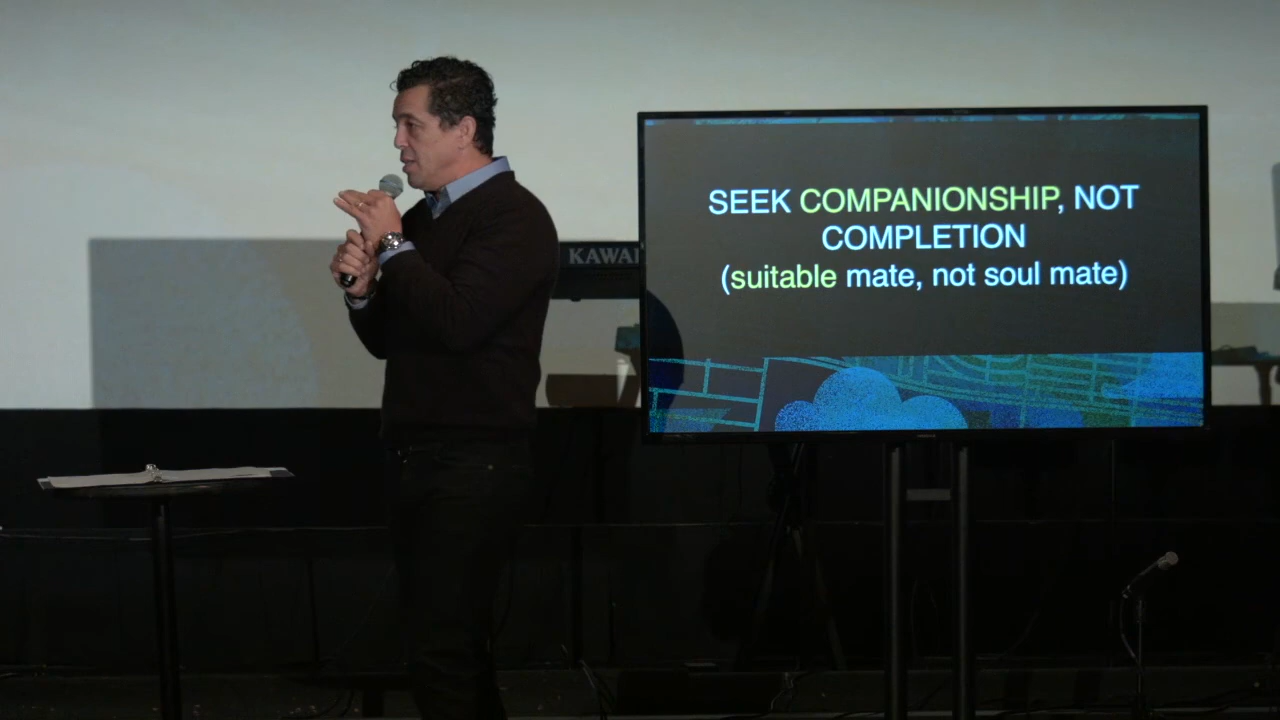 SEEK COMPANIONSHIP, NOT
COMPLETION
(suitable mate, not soul mate)
KAWAI